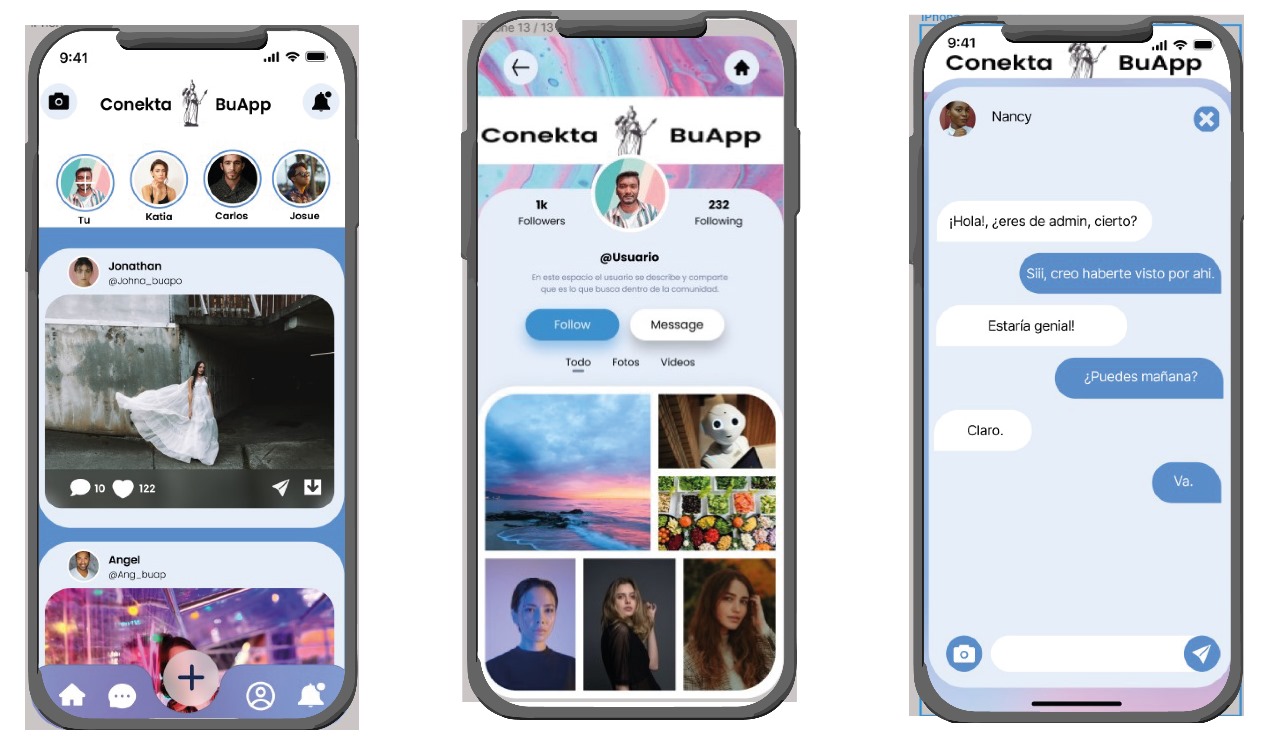 9:41
Conekta BuApp
Tu
Katia
Carlos
Josue
Jonathan
@Johna_buapo
10
122
Angel
@Ang_buap
13 / 13
Conekta BuApp
1k
Followers
232
Following
@Usuario
En este espacio el usuario se describe y comparte
que es lo que busca dentro de la comunidad.
Follow
Message
Todo
Fotos
Videos
iPhone
9:41
Conekta BuApp
Nancy
¡Hola!, ¿eres de admin, cierto?
Siii, creo haberte visto por ahi.
Estaría genial!
¿Puedes mañana?
Claro.
Va.